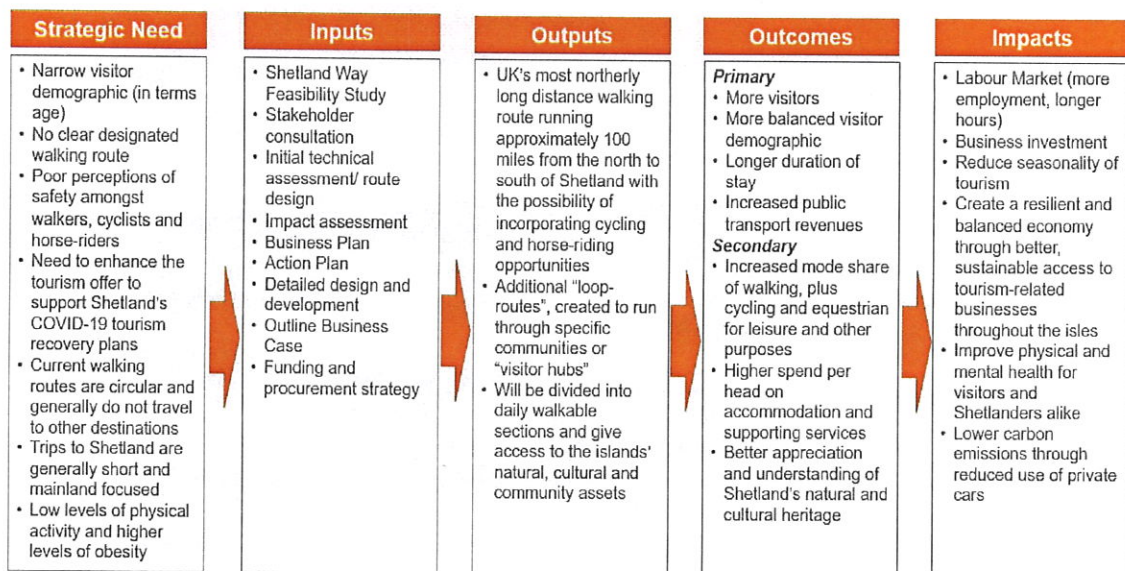 Strategic Need
• Narrow visitor
demographic (in terms
age)
• No clear designated
walking route
• Poor perceptions of
safety amongst
walkers, cyclists and
horse-riders
• Need to enhance the
tourism offer to
support Shetland's
COVID-19 tourism
recovery plans
• Current walking
routes are circular and
generally do not travel
to other destinations
• Trips to Shetland are
generally short and
mainland focused
• Low levels of physical
activity and higher
levels of obesity
Inputs
• Shetland Way
Feasibility Study
• Stakeholder
consultation
• Initial technical
assessment/ route
design
• Impact assessment
• Business Plan
• Action Plan
• Detailed design and
development
• Outline Business
Case
• Funding and
procurement strategy
Outputs
• UK's most northerly
long distance walking
route running
approximately 100
miles from the north to
south of Shetland with
the possibility of
incorporating cycling
and horse-riding
opportunities
• Additional "loop-
routes", created to run
through specific
communities or
"visitor hubs"
• Will be divided into
daily walkable
sections and give
access to the islands'
natural, cultural and
community assets
Outcomes
Primary
• More visitors
• More balanced visitor
demographic
• Longer duration of
stay
• Increased public
transport revenues
Secondary
• Increased mode share
of walking, plus
cycling and equestrian
for leisure and other
purposes
• Higher spend per
head on
accommodation and
supporting services
• Better appreciation
and understanding of
Shetland's natural and
cultural heritage
Impacts
• Labour Market (more
employment, longer
hours)
• Business investment
• Reduce seasonality of
tourism
• Create a resilient and
balanced economy
through better,
sustainable access to
tourism-related
businesses
throughout the isles
• Improve physical and
mental health for
visitors and
Shetlanders alike
• Lower carbon
emissions through
reduced use of private
cars